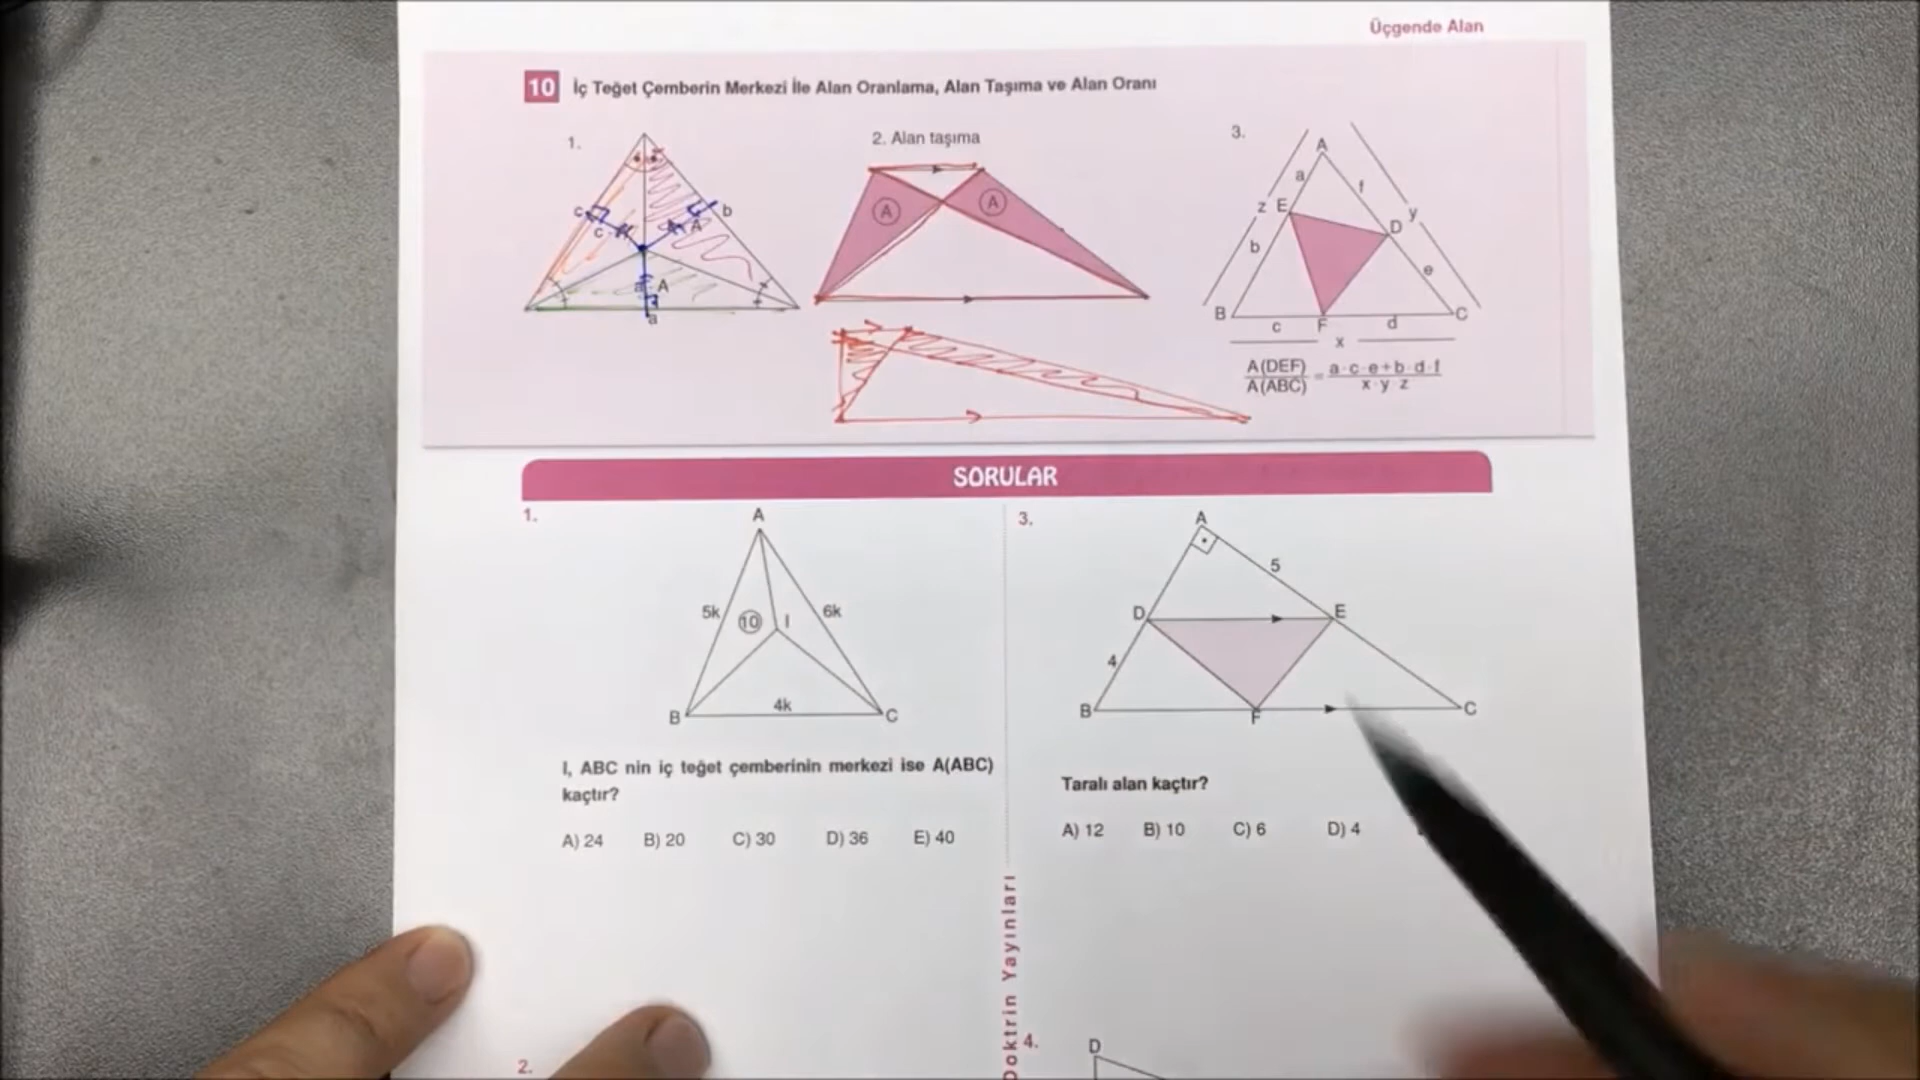 Üçgende Alan
10 İç Teğet Çemberin Merkezi İle Alan Oranlama, Alan Taşıma ve Alan Oranı
1.
c
b
c A
A
a A
a
2. Alan taşıma
A
A
3.
A
a
f
z
E
y
D
b
e
B
c
F
d
C
x
A(DEF)
A(ABC)
=
a·c·e+b·d·f
x·y·z
SORULAR
1.
A
5k
10
I
6k
B
4k
C
I, ABC nin iç teğet çemberinin merkezi ise A(ABC)
kaçtır?
A) 24 B) 20 C) 30 D) 36 E) 40
2.
3.
A
5
D
E
4
B
F
C
Taralı alan kaçtır?
A) 12 B) 10 C) 6 D) 4
Doktrin Yayınları
4.
D